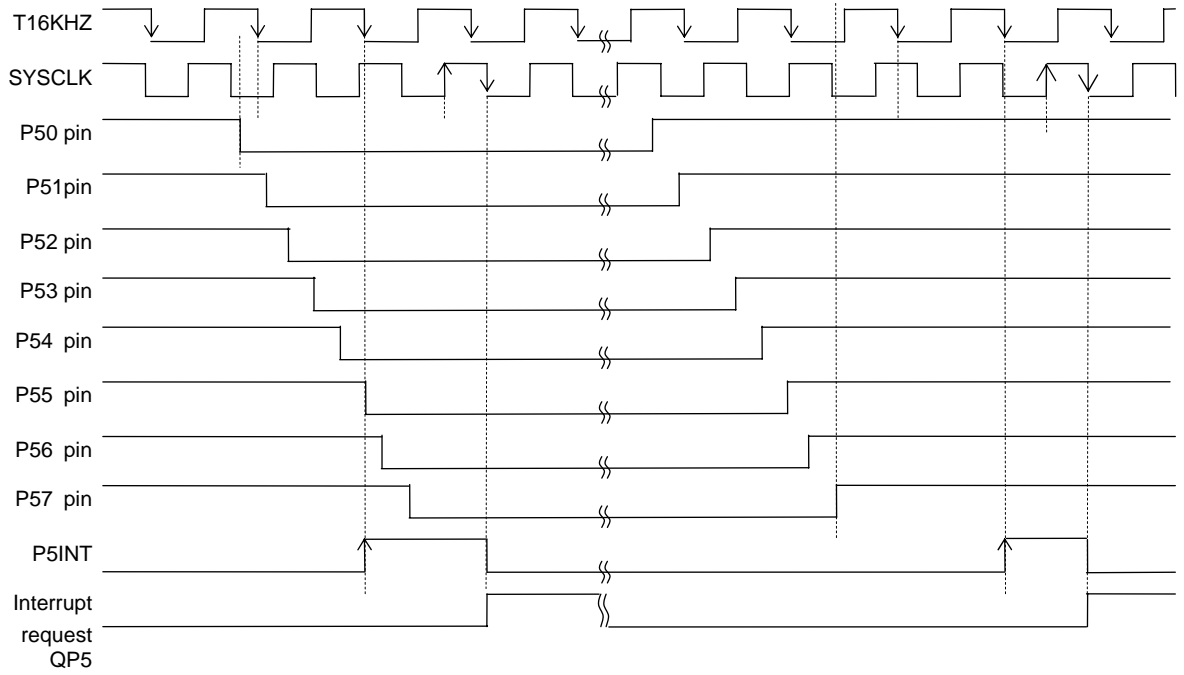 T16KHZ
SYSCLK
P50 pin
P51pin
P52 pin
P53 pin
P54 pin
P55 pin
P56 pin
P57 pin
P5INT
Interrupt
request
QP5